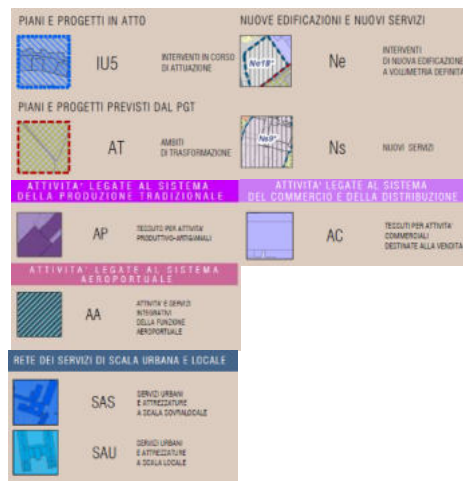 PIANI E PROGETTI IN ATTO
IU5
INTERVENTI IN CORSO
DI ATTUAZIONE
NUOVE EDIFICAZIONI E NUOVI SERVIZI
Ne18*
Ne
INTERVENTI
DI NUOVA EDIFICAZIONE
A VOLUMETRIA DEFINITA
PIANI E PROGETTI PREVISTI DAL PGT
AT
AMBITI
DI TRASFORMAZIONE
Ns9*
Ns
NUOVI SERVIZI
ATTIVITA' LEGATE AL SISTEMA
DELLA PRODUZIONE TRADIZIONALE
AP
TESSUTO PER ATTIVITA'
PRODUTTIVO-ARTIGIANALI
ATTIVITA' LEGATE AL SISTEMA
DEL COMMERCIO E DELLA DISTRIBUZIONE
AC
TESSUTI PER ATTIVITA'
COMMERCIALI
DESTINATE ALLA VENDITA
ATTIVITA' LEGATE AL SISTEMA
AEROPORTUALE
AA
ATTIVITA' E SERVIZI
INTEGRATIVI
DELLA FUNZIONE
AEROPORTUALE
RETE DEI SERVIZI DI SCALA URBANA E LOCALE
SAS
SERVIZI URBANI
E ATTREZZATURE
A SCALA SOVRALOCALE
SAU
SERVIZI URBANI
E ATTREZZATURE
A SCALA LOCALE